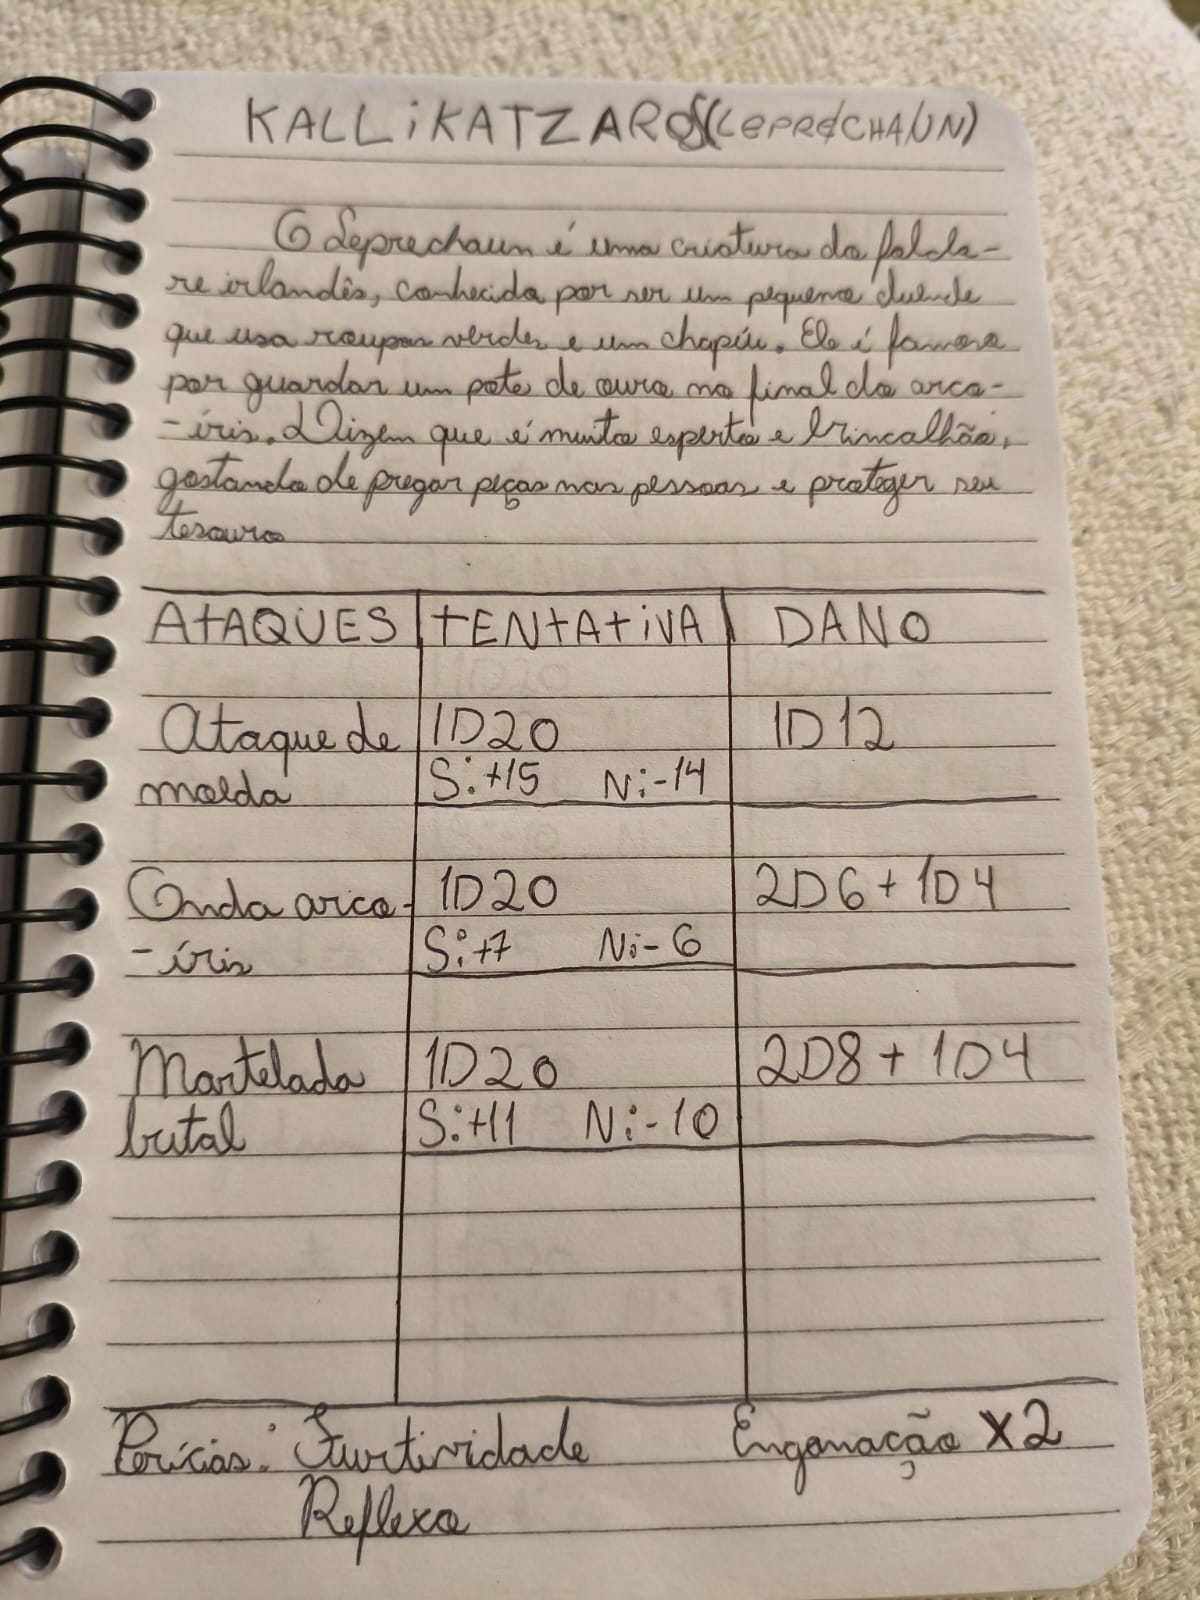 KALLiKATZAROS (LEPRECHAUN)
O Leprechaun é uma criatura do folclo-
re irlandês, conhecida por ser um pequeno duende
que usa roupas verdes e um chapéu. Ele é famoso
por guardar um pote de ouro no final do arco-
-íris. Dizem que é muito esperto e brincalhão,
gostando de pregar peças nas pessoas e proteger seu
tesouro
ATAQUES TENTATiVA DANO
Ataque de 1D20 1D12
moeda S:+15 N:-14
Onda arco- 1D20 2D6 + 1D4
-íris S:+7 N:-6
Martelada 1D20 2D8 + 1D4
brutal S:+11 N:-10
Perícias: Furtividade Enganação X2
Reflexo